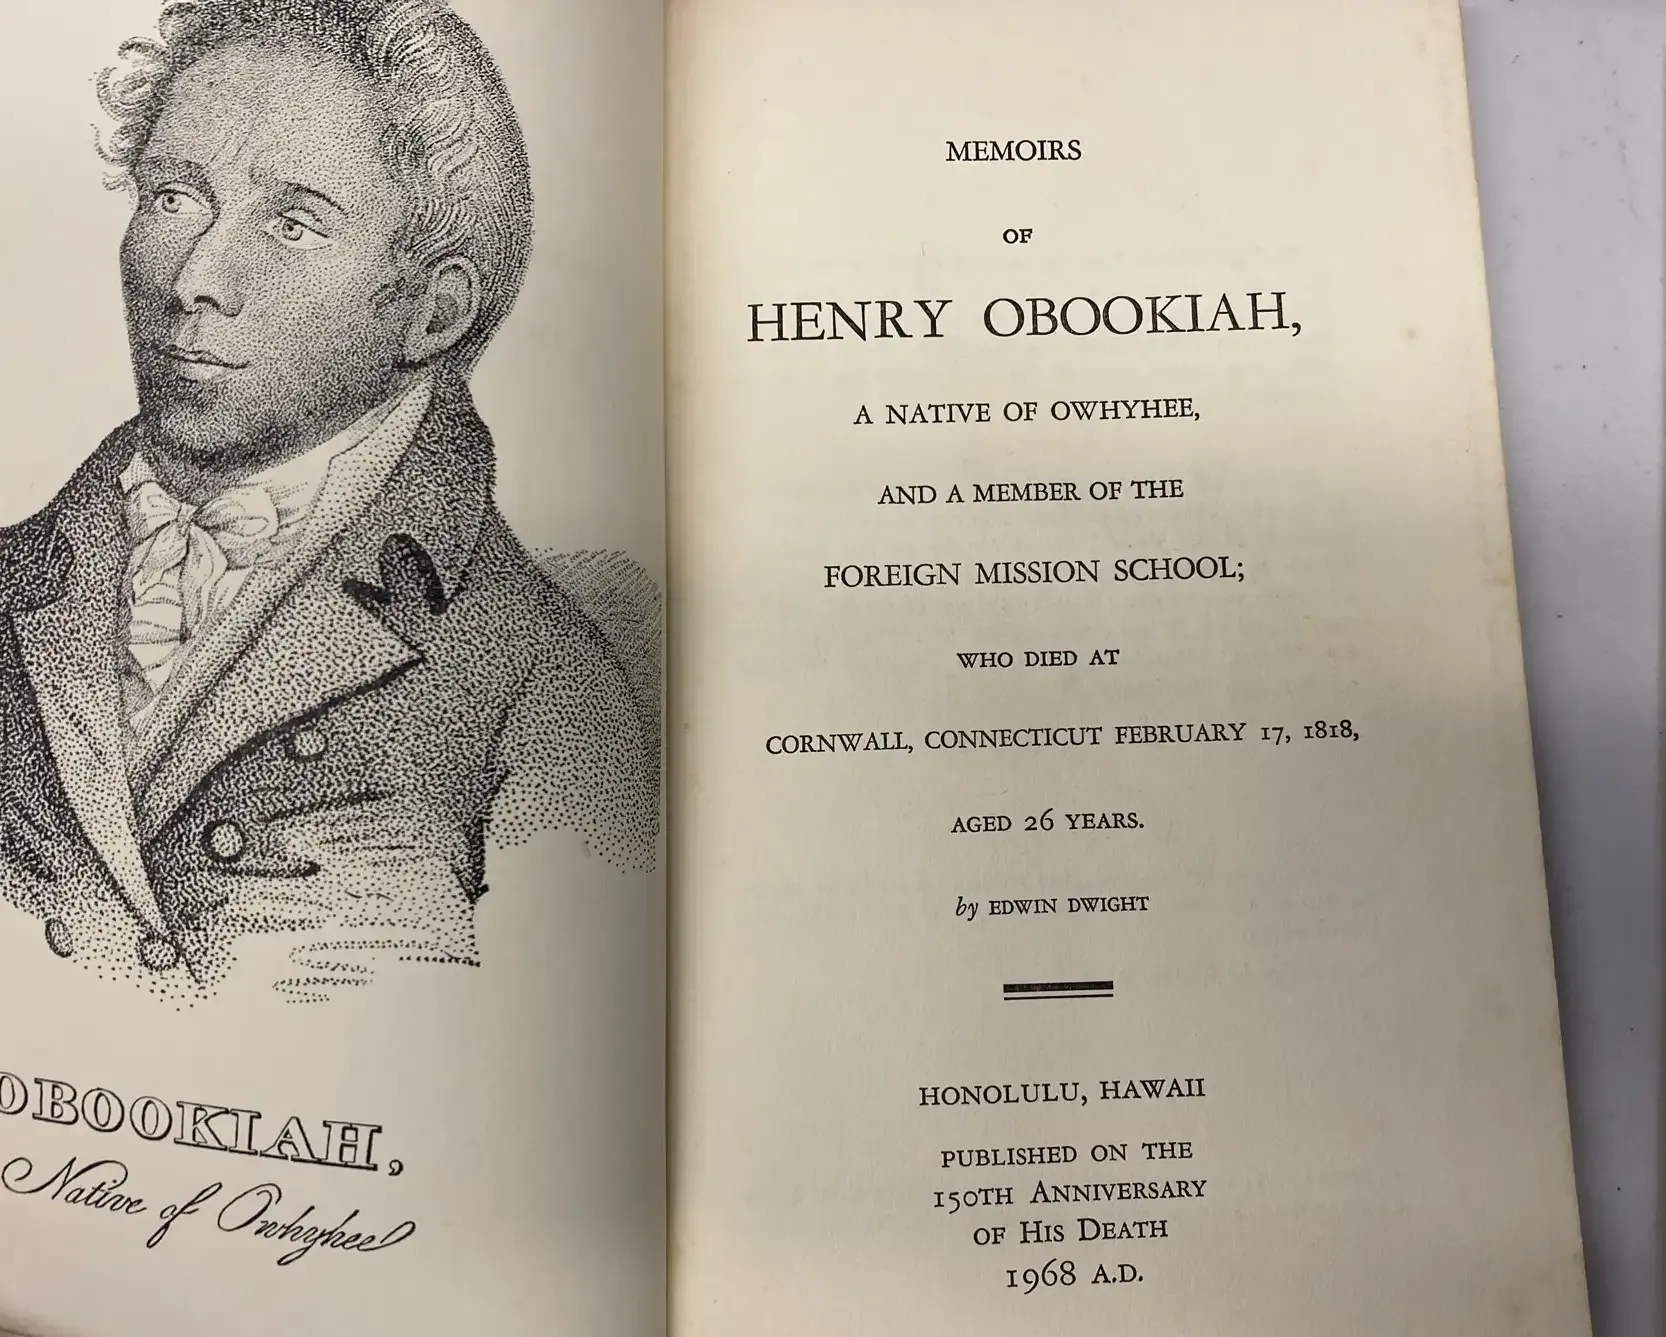 OBOOKIAH,
Native of Owhyhee
MEMOIRS
OF
HENRY OBOOKIAH,
A NATIVE OF OWHYHEE,
AND A MEMBER OF THE
FOREIGN MISSION SCHOOL;
WHO DIED AT
CORNWALL, CONNECTICUT FEBRUARY 17, 1818,
AGED 26 YEARS.
by EDWIN DWIGHT
HONOLULU, HAWAII
PUBLISHED ON THE
150TH ANNIVERSARY
OF HIS DEATH
1968 A.D.